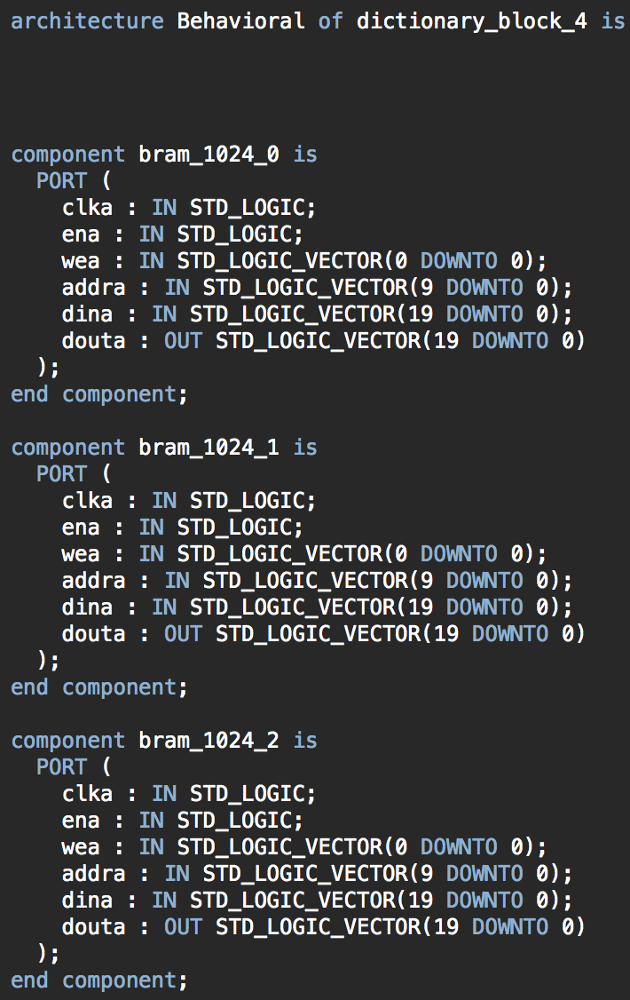 architecture Behavioral of dictionary_block_4 is
component bram_1024_0 is
PORT (
clka : IN STD_LOGIC;
ena : IN STD_LOGIC;
wea : IN STD_LOGIC_VECTOR(0 DOWNTO 0);
addra : IN STD_LOGIC_VECTOR(9 DOWNTO 0);
dina : IN STD_LOGIC_VECTOR(19 DOWNTO 0);
douta : OUT STD_LOGIC_VECTOR(19 DOWNTO 0)
);
end component;
component bram_1024_1 is
PORT (
clka : IN STD_LOGIC;
ena : IN STD_LOGIC;
wea : IN STD_LOGIC_VECTOR(0 DOWNTO 0);
addra : IN STD_LOGIC_VECTOR(9 DOWNTO 0);
dina : IN STD_LOGIC_VECTOR(19 DOWNTO 0);
douta : OUT STD_LOGIC_VECTOR(19 DOWNTO 0)
);
end component;
component bram_1024_2 is
PORT (
clka : IN STD_LOGIC;
ena : IN STD_LOGIC;
wea : IN STD_LOGIC_VECTOR(0 DOWNTO 0);
addra : IN STD_LOGIC_VECTOR(9 DOWNTO 0);
dina : IN STD_LOGIC_VECTOR(19 DOWNTO 0);
douta : OUT STD_LOGIC_VECTOR(19 DOWNTO 0)
);
end component;